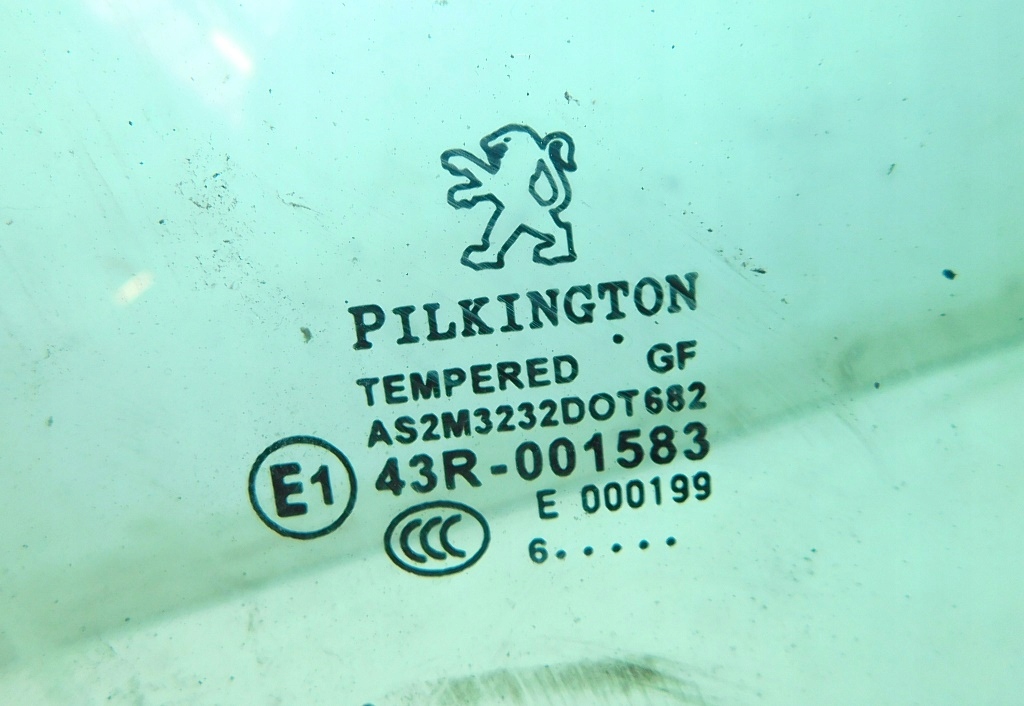 PILKINGTON
TEMPERED GF
AS2M3232DOT682
E1 43R-001583
CCC E 000199
6.....